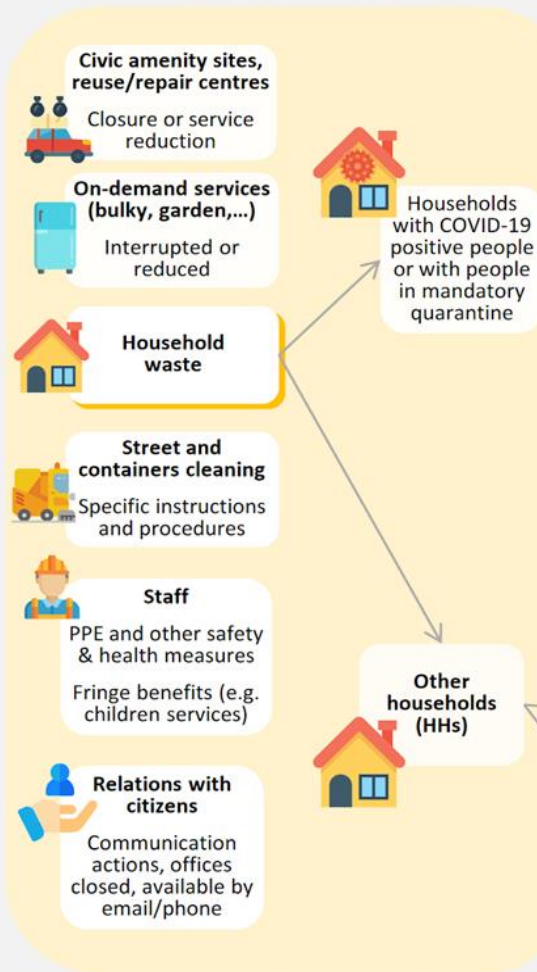 Civic amenity sites,
reuse/repair centres
Closure or service
reduction
On-demand services
(bulky, garden,...)
Interrupted or
reduced
Household
waste
Street and
containers cleaning
Specific instructions
and procedures
Staff
PPE and other safety
& health measures
Fringe benefits (e.g.
children services)
Relations with
citizens
Communication
actions, offices
closed, available by
email/phone
Households
with COVID-19
positive people
or with people
in mandatory
quarantine
Other
households
(HHs)